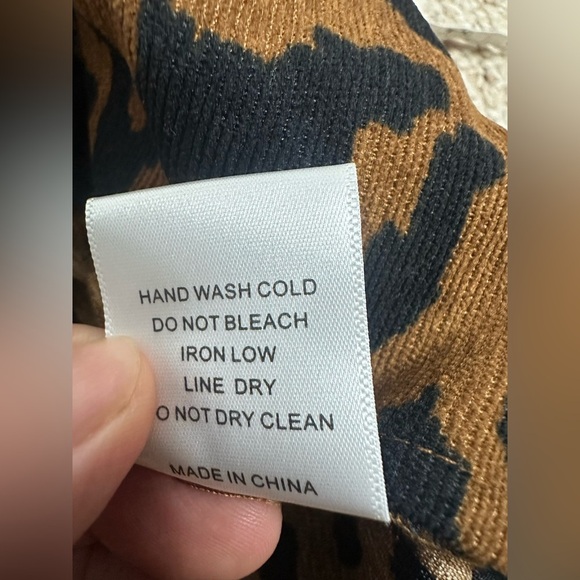 HAND WASH COLD
DO NOT BLEACH
IRON LOW
LINE DRY
O NOT DRY CLEAN
MADE IN CHINA